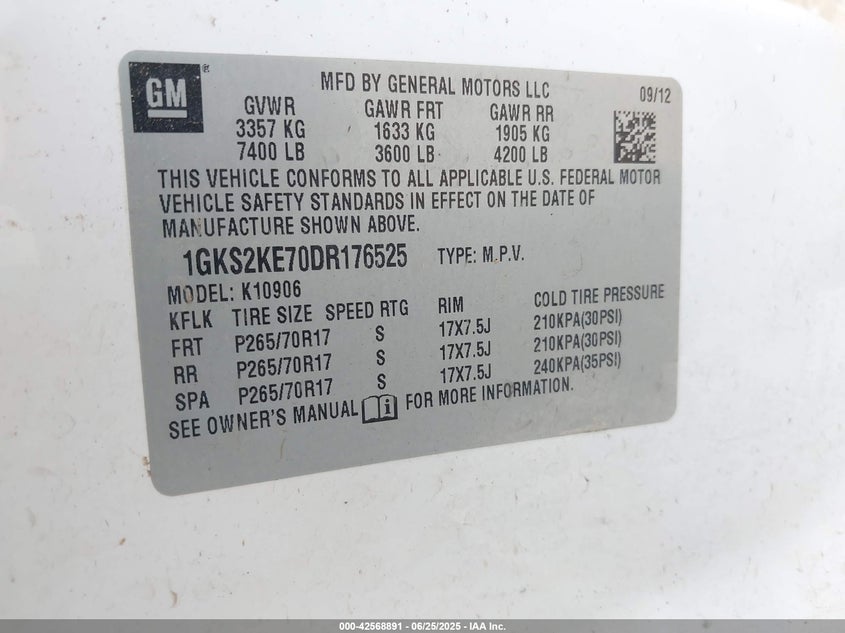 GM ®
MFD BY GENERAL MOTORS LLC 09/12
GVWR GAWR FRT GAWR RR
3357 KG 1633 KG 1905 KG
7400 LB 3600 LB 4200 LB
THIS VEHICLE CONFORMS TO ALL APPLICABLE U.S. FEDERAL MOTOR
VEHICLE SAFETY STANDARDS IN EFFECT ON THE DATE OF
MANUFACTURE SHOWN ABOVE.
1GKS2KE70DR176525 TYPE: M.P.V.
MODEL: K10906
KFLK TIRE SIZE SPEED RTG RIM COLD TIRE PRESSURE
FRT P265/70R17 S 17X7.5J 210KPA(30PSI)
RR P265/70R17 S 17X7.5J 210KPA(30PSI)
SPA P265/70R17 S 17X7.5J 240KPA(35PSI)
SEE OWNER'S MANUAL i FOR MORE INFORMATION.
000-42568891 - 06/25/2025 - IAA Inc.